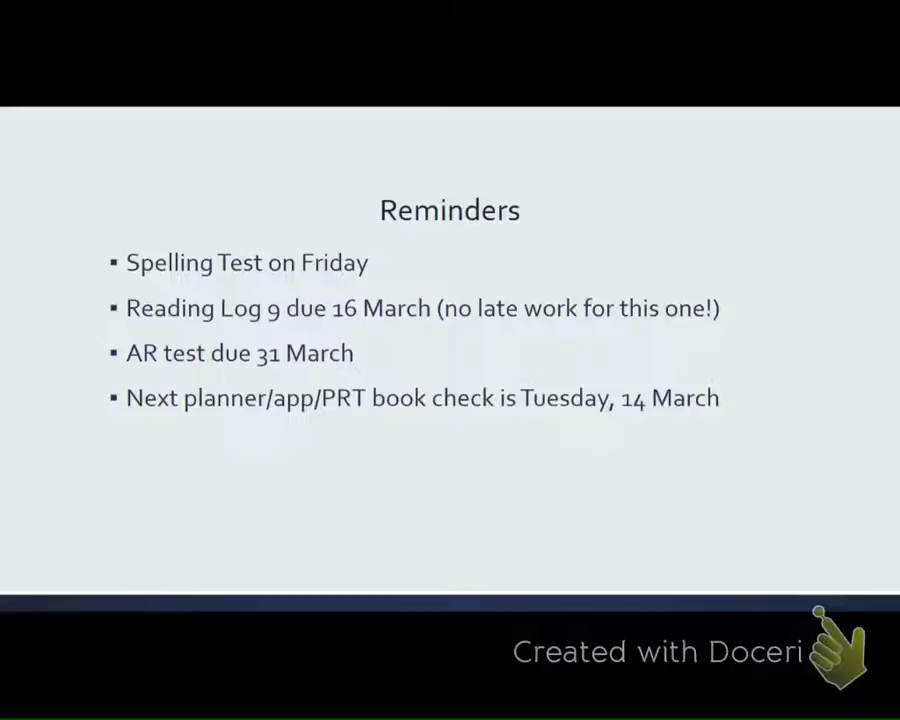 Reminders
▪ Spelling Test on Friday
▪ Reading Log 9 due 16 March (no late work for this one!)
▪ AR test due 31 March
▪ Next planner/app/PRT book check is Tuesday, 14 March
Created with Doceri